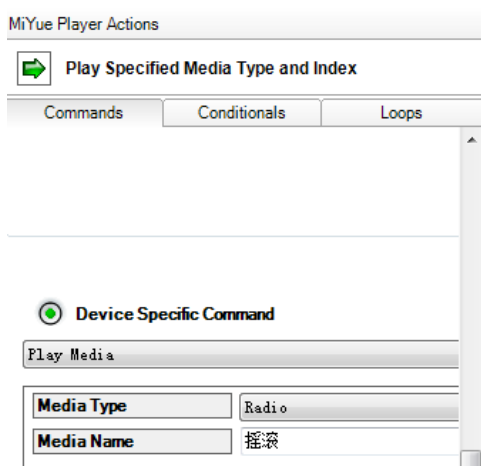 MiYue Player Actions
Play Specified Media Type and Index
Commands Conditionals Loops
Device Specific Command
Play Media
Media Type Radio
Media Name 摇滚